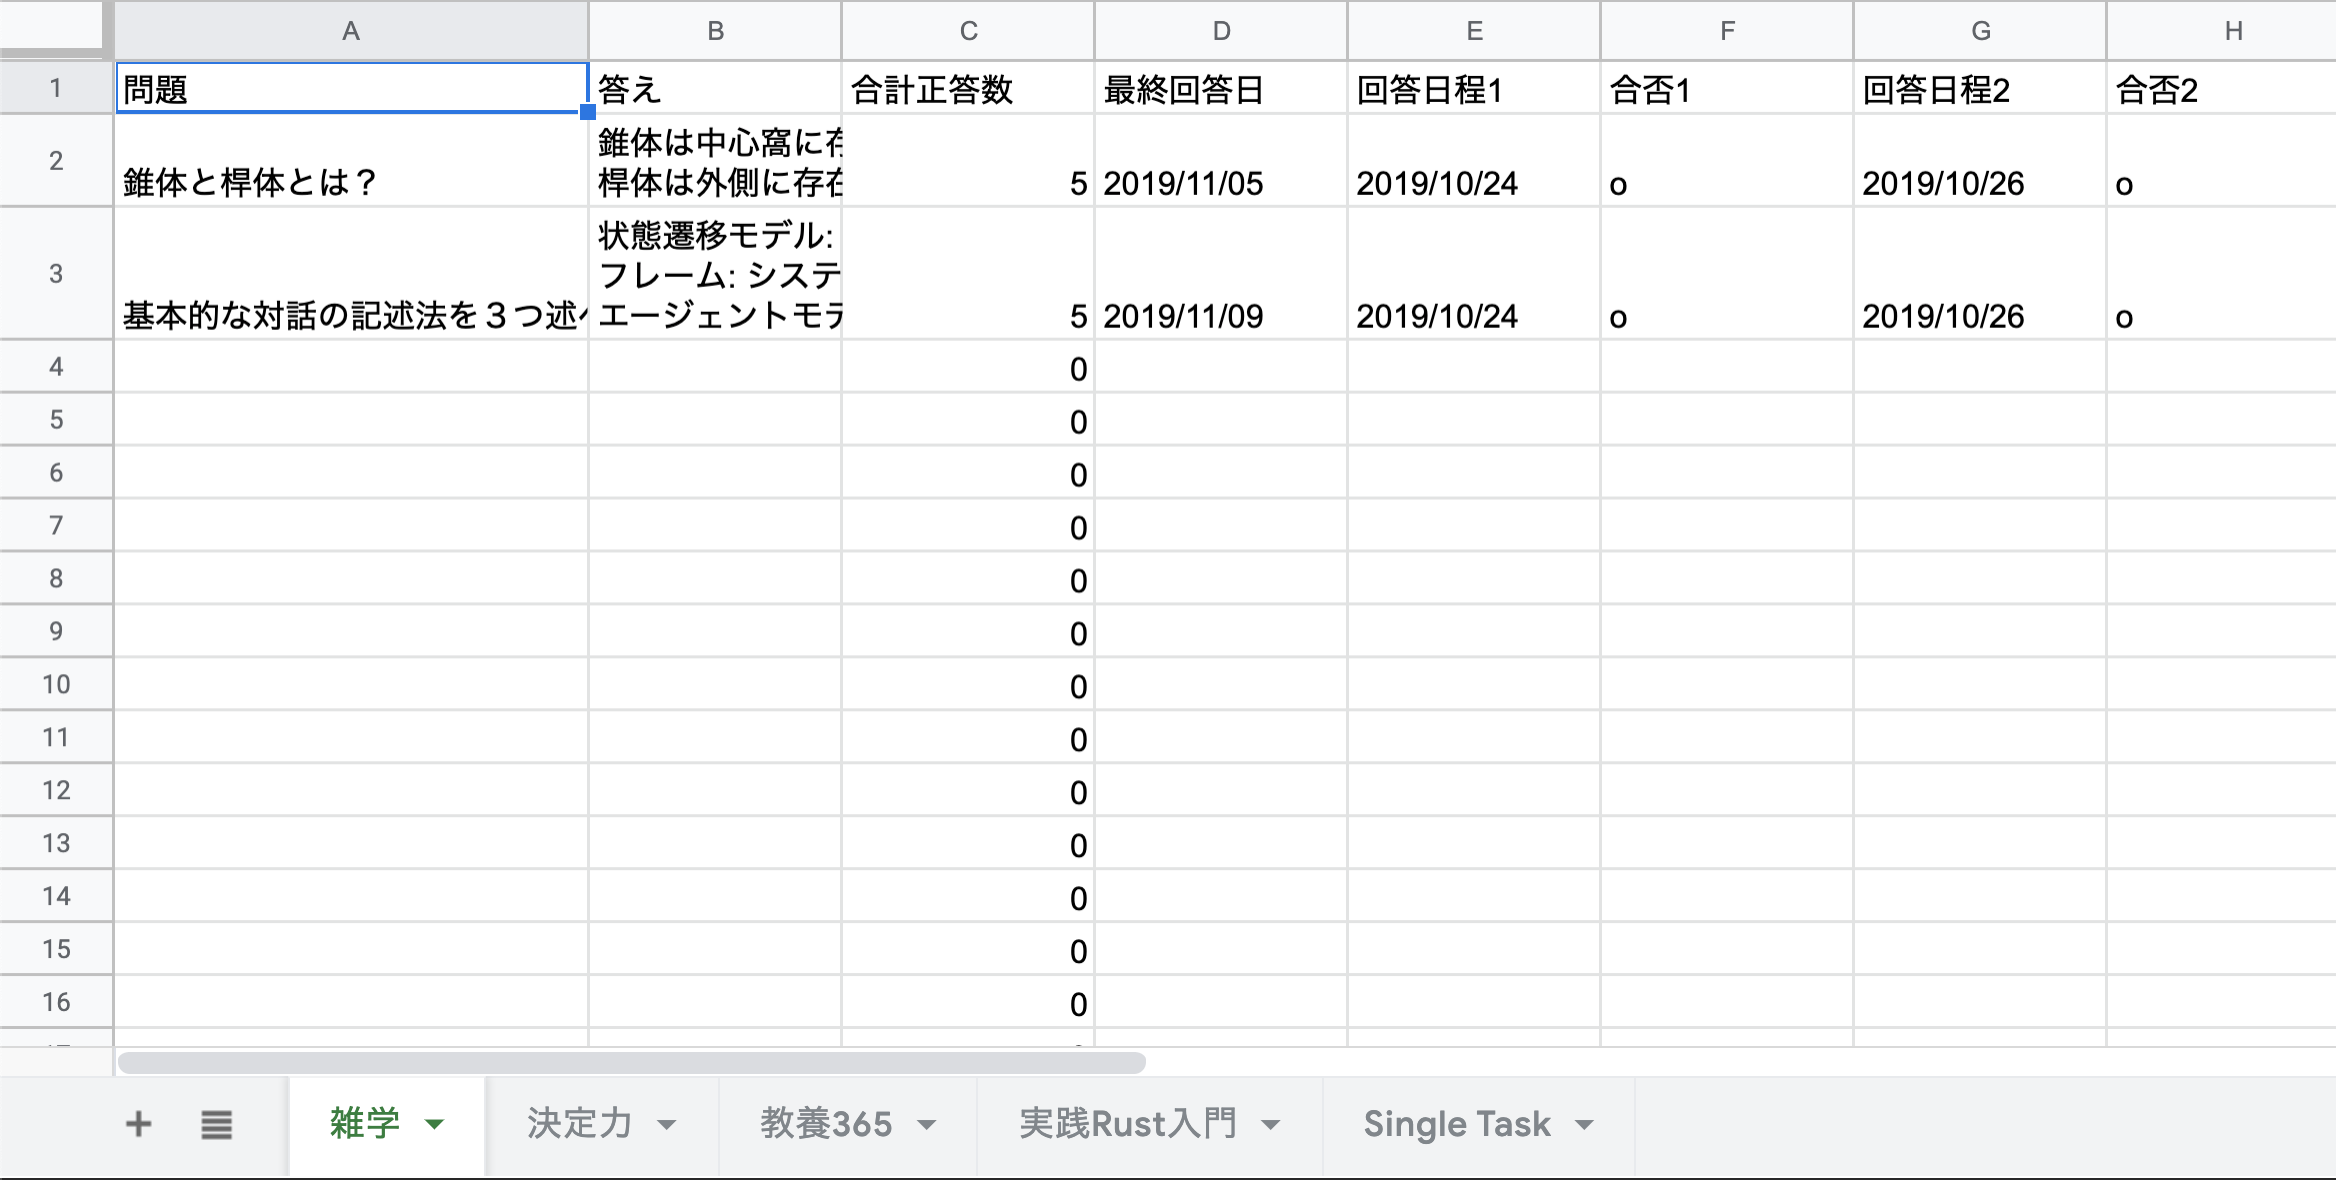 A B C D E F G H
1 問題 答え 合計正答数 最終回答日 回答日程1 合否1 回答日程2 合否2
錐体は中心窩に存
2 錐体と桿体とは？ 桿体は外側に存在 5 2019/11/05 2019/10/24 o 2019/10/26 o
状態遷移モデル:
フレーム: システ
3 基本的な対話の記述法を３つ述 エージェントモデ 5 2019/11/09 2019/10/24 o 2019/10/26 o
4 0
5 0
6 0
7 0
8 0
9 0
10 0
11 0
12 0
13 0
14 0
15 0
16 0
雑学 決定力 教養365 実践Rust入門 Single Task